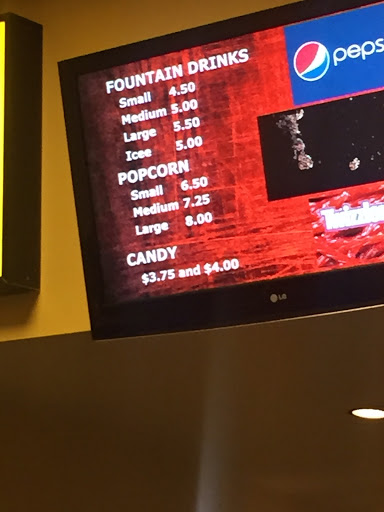 FOUNTAIN DRINKS
Small 4.50
Medium 5.00
Large 5.50
Icee 5.00
POPCORN
Small 6.50
Medium 7.25
Large 8.00
CANDY
$3.75 and $4.00
peps
LG